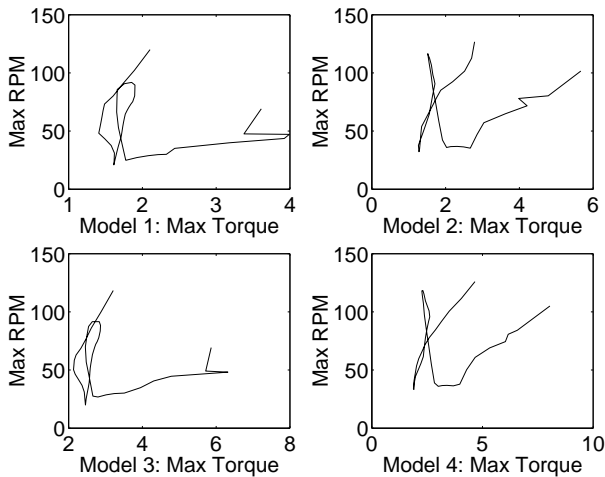 150
100
50
0
Max RPM
1 2 3 4
Model 1: Max Torque
150
100
50
0
Max RPM
0 2 4 6
Model 2: Max Torque
150
100
50
0
Max RPM
2 4 6 8
Model 3: Max Torque
150
100
50
0
Max RPM
0 5 10
Model 4: Max Torque